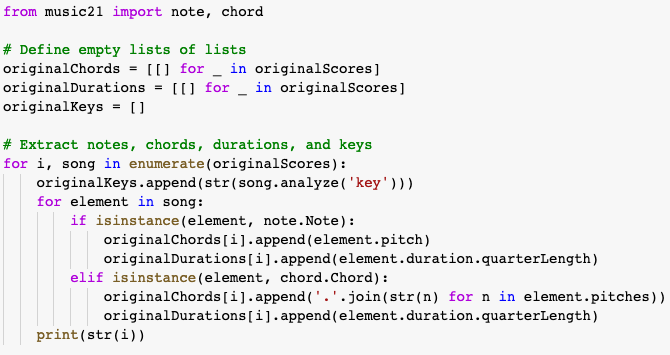 from music21 import note, chord
# Define empty lists of lists
originalChords = [[] for _ in originalScores]
originalDurations = [[] for _ in originalScores]
originalKeys = []
# Extract notes, chords, durations, and keys
for i, song in enumerate(originalScores):
    originalKeys.append(str(song.analyze('key')))
    for element in song:
        if isinstance(element, note.Note):
            originalChords[i].append(element.pitch)
            originalDurations[i].append(element.duration.quarterLength)
        elif isinstance(element, chord.Chord):
            originalChords[i].append('.'.join(str(n) for n in element.pitches))
            originalDurations[i].append(element.duration.quarterLength)
    print(str(i))